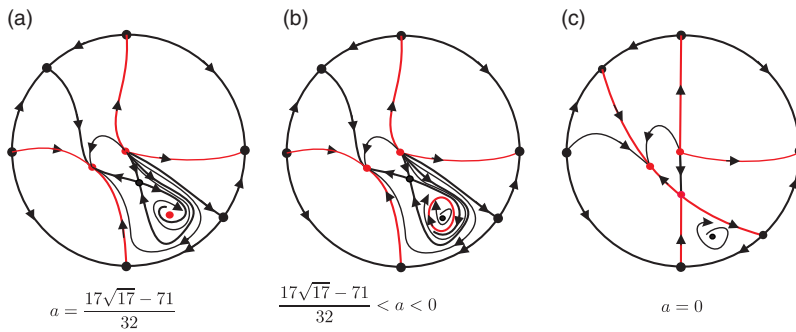 (a)
(b)
(c)
a = \frac{17\sqrt{17} - 71}{32}
\frac{17\sqrt{17} - 71}{32} < a < 0
a = 0